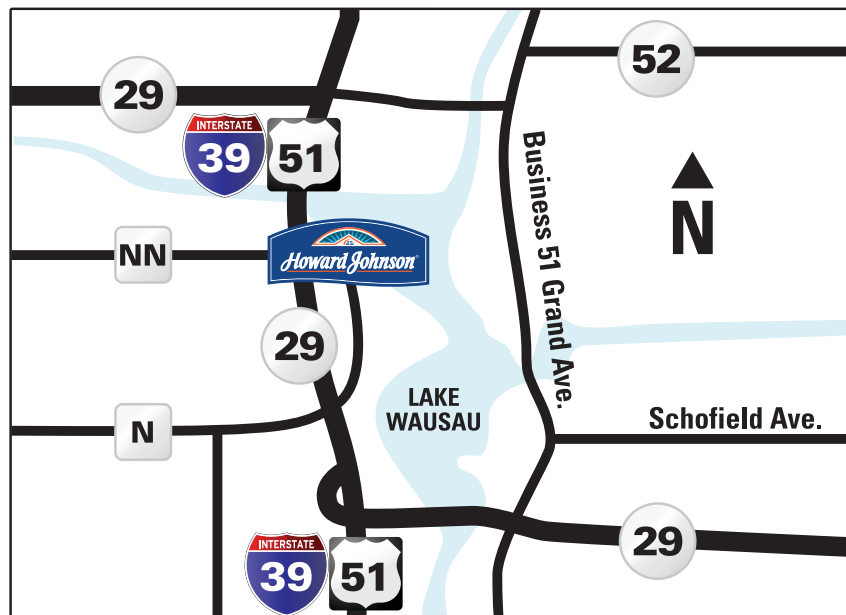 52
29
INTERSTATE
39
51
Business 51 Grand Ave.
N
NN
Howard Johnson®
29
LAKE
WAUSAU
N
Schofield Ave.
29
INTERSTATE
39
51